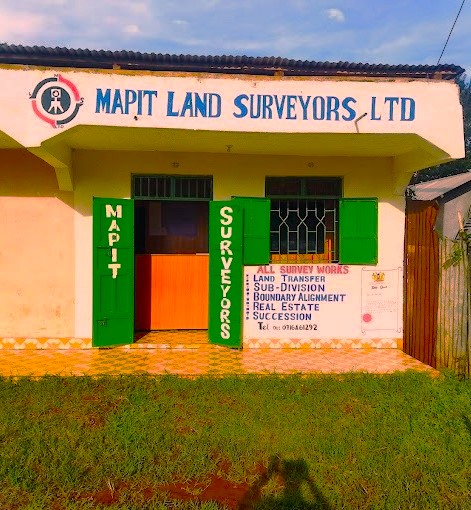 MAPIT LAND SURVEYORS LTD
MAPIT
SURVEYORS
ALL SURVEY WORKS
LAND TRANSFER
SUB-DIVISION
BOUNDARY ALIGNMENT
REAL ESTATE
SUCCESSION